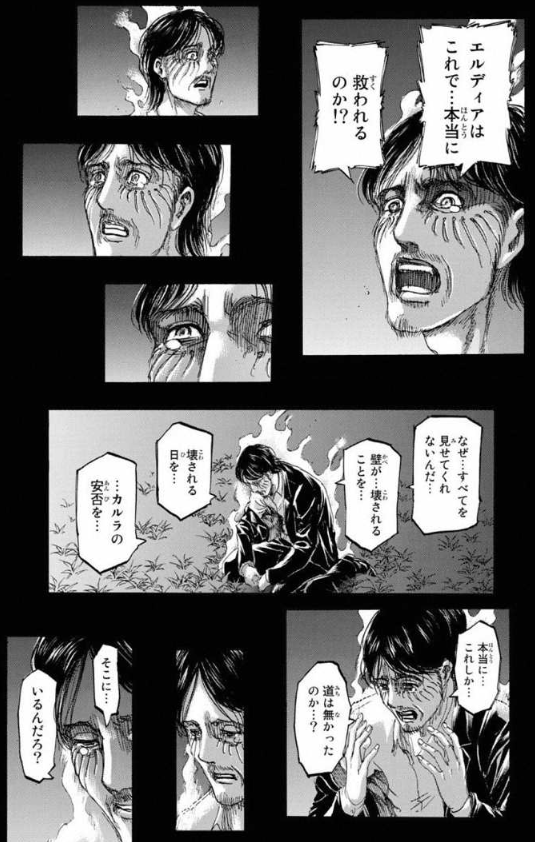 エルディアは
これで…本当に
救われる
のか!?
なぜ…すべてを
見せてくれ
ないんだ…
壁が…壊される
ことを…
壊される
日を…
…カルラの
安否を…
本当に…
これしか…
道は無かった
のか…?
そこに…
いるんだろ?